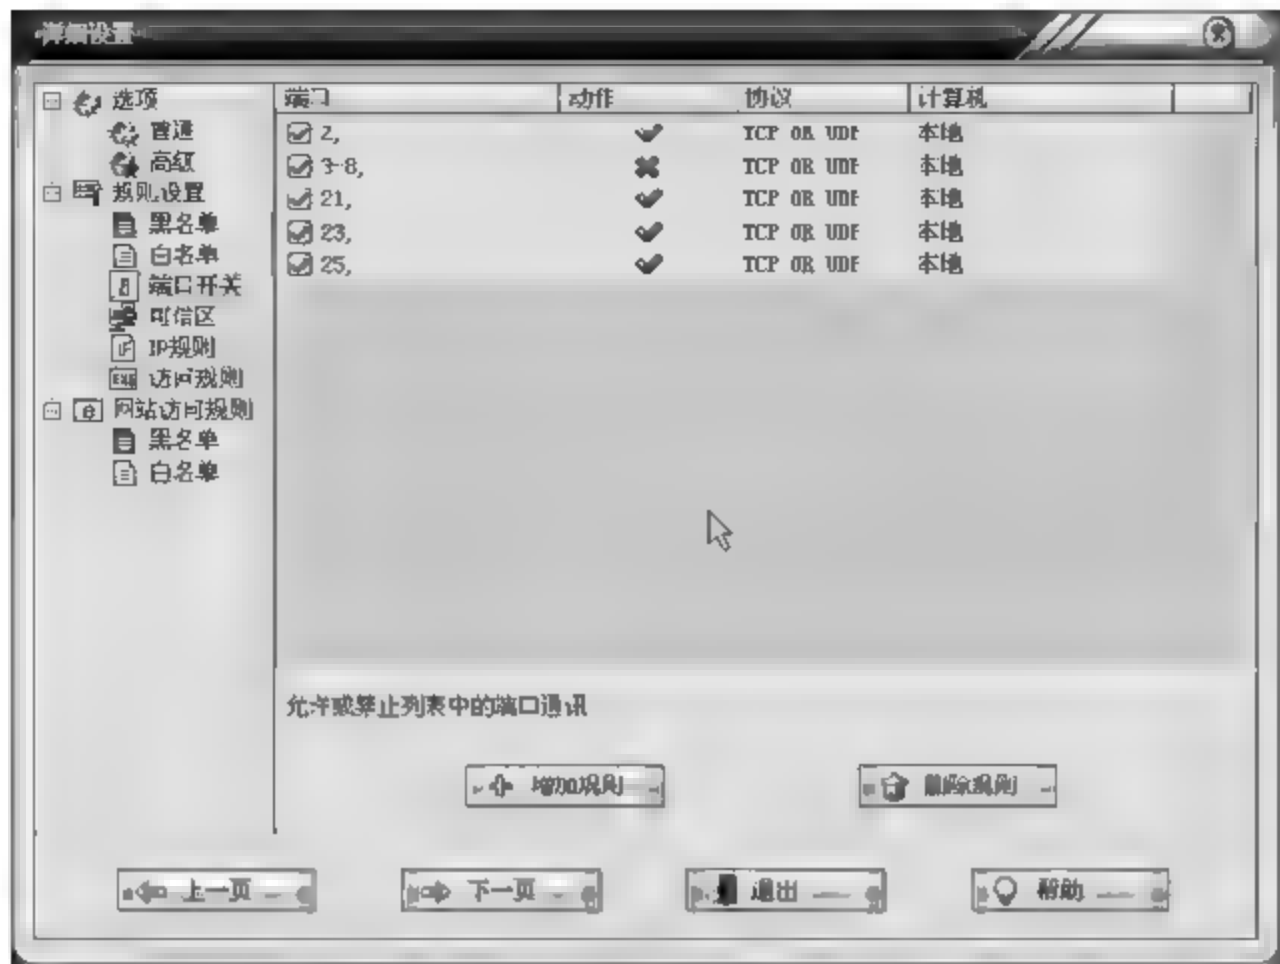 详细设置
选项
普通
高级
规则设置
黑名单
白名单
端口开关
可信区
IP规则
访问规则
网站访问规则
黑名单
白名单
端口 动作 协议 计算机
2, TCP OR UDP 本地
3-8, TCP OR UDP 本地
21, TCP OR UDP 本地
23, TCP OR UDP 本地
25, TCP OR UDP 本地
允许或禁止列表中的端口通讯
增加规则 删除规则
上一页 下一页 退出 帮助